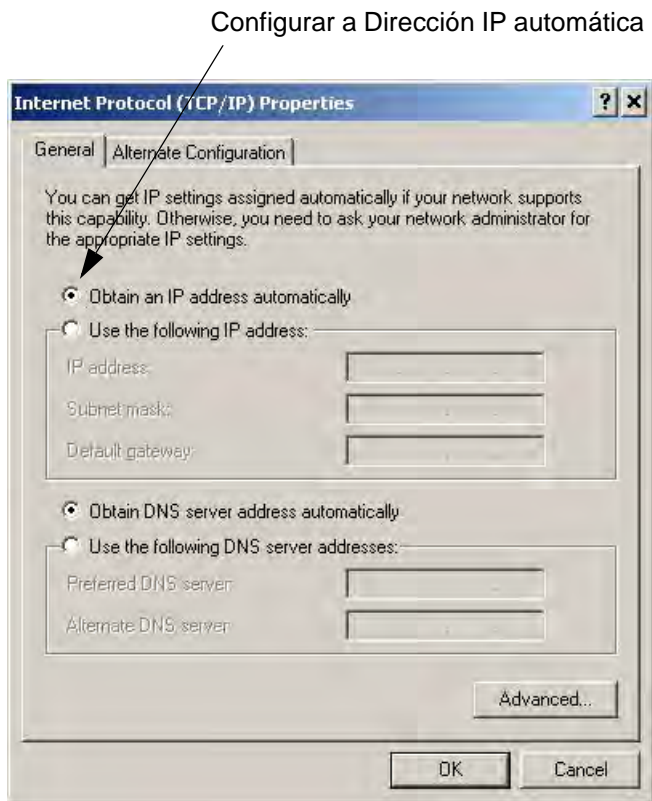 Configurar a Dirección IP automática
Internet Protocol (TCP/IP) Properties
General
Alternate Configuration
You can get IP settings assigned automatically if your network supports
this capability. Otherwise, you need to ask your network administrator for
the appropriate IP settings.
Obtain an IP address automatically
Use the following IP address:
IP address:
Subnet mask:
Default gateway:
Obtain DNS server address automatically
Use the following DNS server addresses:
Preferred DNS server:
Alternate DNS server:
Advanced...
OK
Cancel